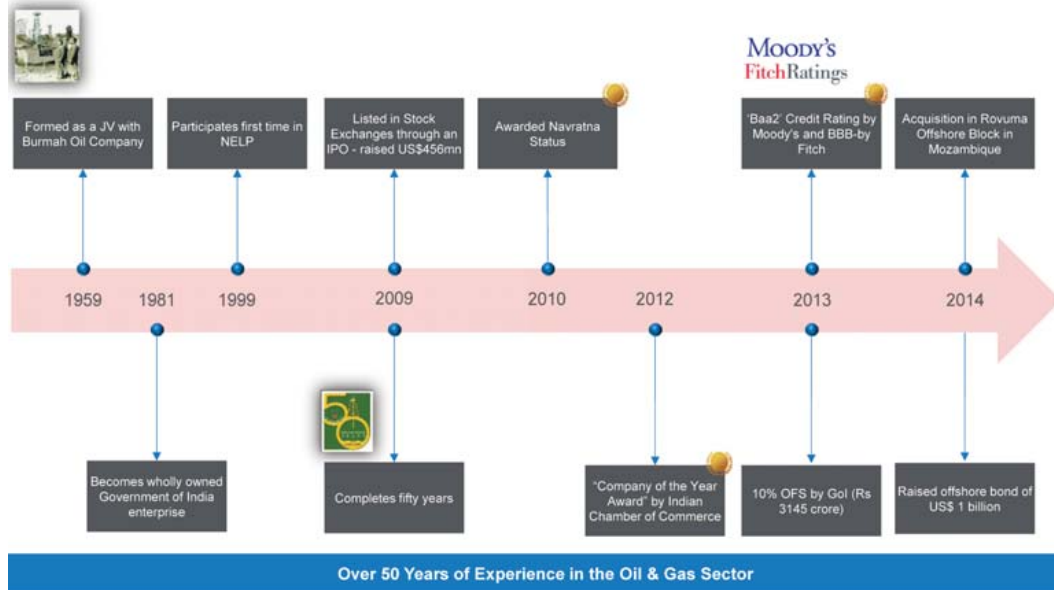 MOODY'S
FitchRatings
Formed as a JV with
Burmah Oil Company
Participates first time in
NELP
Listed in Stock
Exchanges through an
IPO - raised US$456mn
Awarded Navratna
Status
'Baa2' Credit Rating by
Moody's and BBB-by
Fitch
Acquisition in Rovuma
Offshore Block in
Mozambique
1959
1981
1999
2009
2010
2012
2013
2014
50
Becomes wholly owned
Government of India
enterprise
Completes fifty years
"Company of the Year
Award" by Indian
Chamber of Commerce
10% OFS by GoI (Rs
3145 crore)
Raised offshore bond of
US$ 1 billion
Over 50 Years of Experience in the Oil & Gas Sector